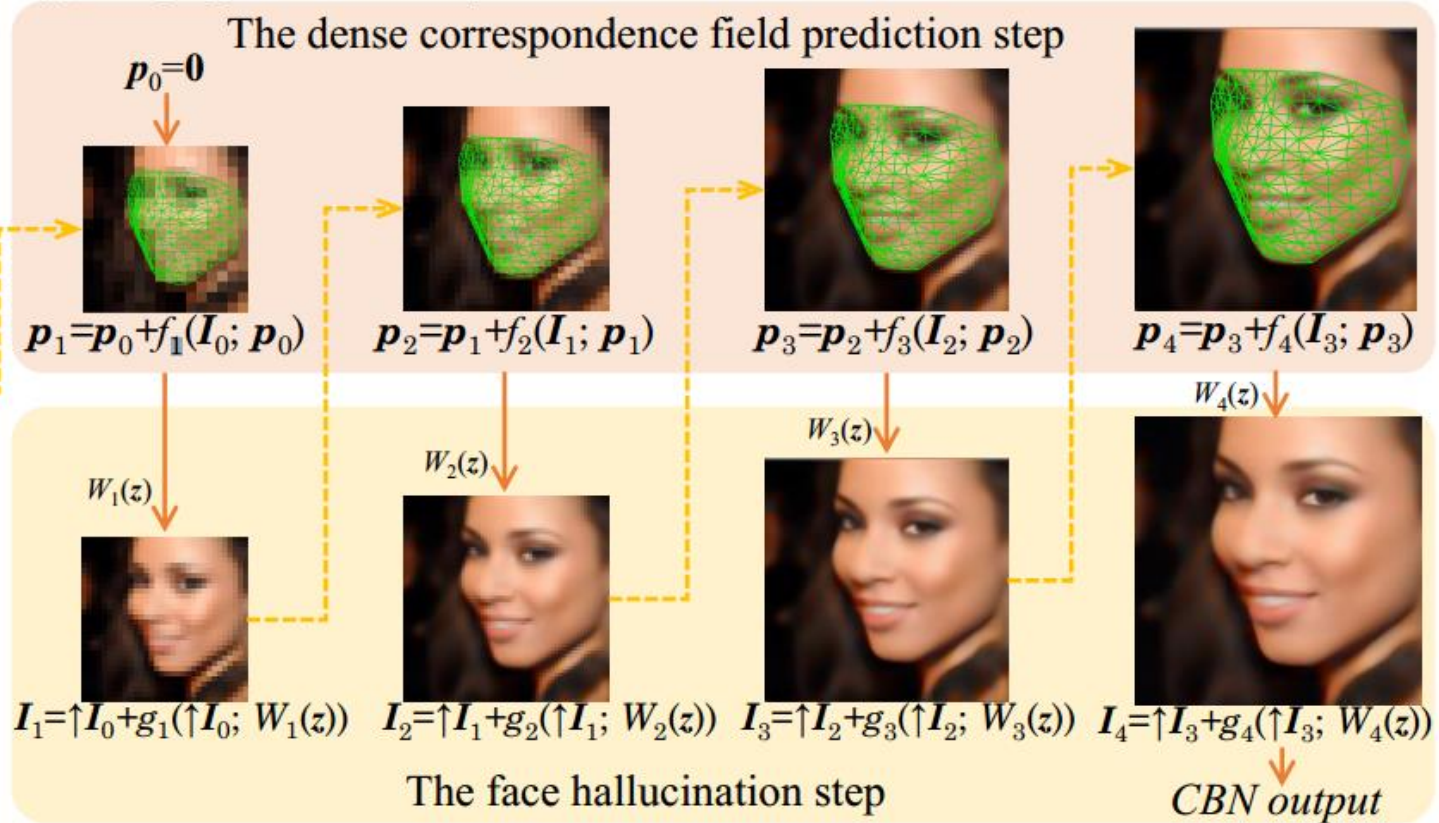 The dense correspondence field prediction step
p₀=0
p₁=p₀+f₁(I₀; p₀)
p₂=p₁+f₂(I₁; p₁)
p₃=p₂+f₃(I₂; p₂)
p₄=p₃+f₄(I₃; p₃)
W₁(z)
W₂(z)
W₃(z)
W₄(z)
I₁=↑I₀+g₁(↑I₀; W₁(z))
I₂=↑I₁+g₂(↑I₁; W₂(z))
I₃=↑I₂+g₃(↑I₂; W₃(z))
I₄=↑I₃+g₄(↑I₃; W₄(z))
The face hallucination step
CBN output